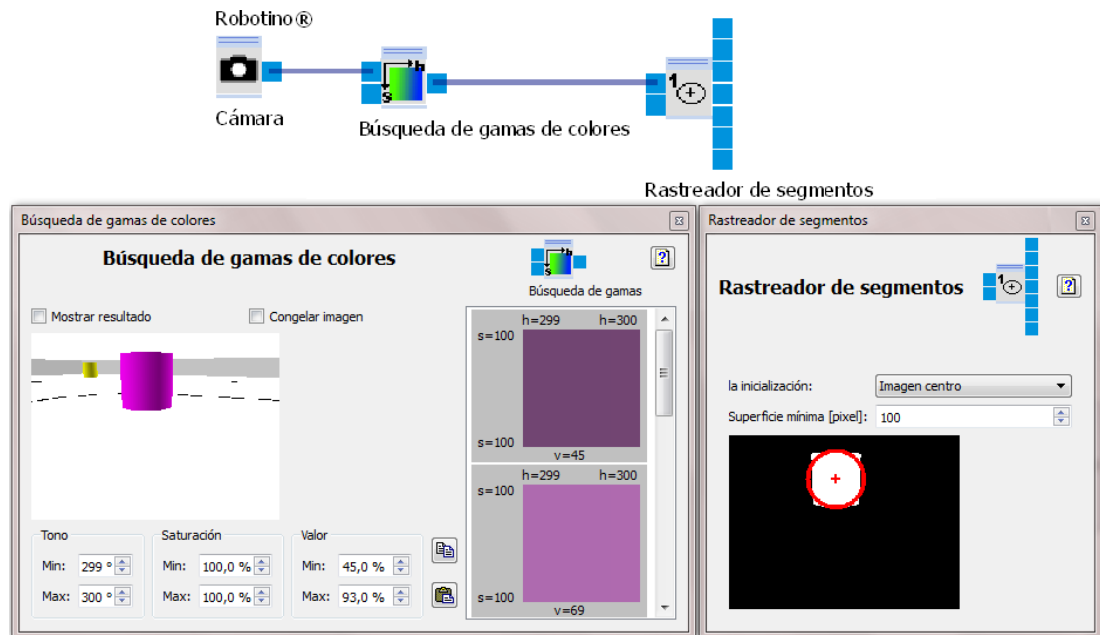 Robotino®
Cámara
h
s
Búsqueda de gamas de colores
1
Rastreador de segmentos
Búsqueda de gamas de colores
Búsqueda de gamas de colores
h
s
?
Búsqueda de gamas
Mostrar resultado
Congelar imagen
h=299 h=300
s=100
s=100
v=45
h=299 h=300
s=100
s=100
v=69
Tono
Min: 299 °
Max: 300 °
Saturación
Min: 100,0 %
Max: 100,0 %
Valor
Min: 45,0 %
Max: 93,0 %
Rastreador de segmentos
Rastreador de segmentos
1
?
la inicialización: Imagen centro
Superficie mínima [pixel]: 100